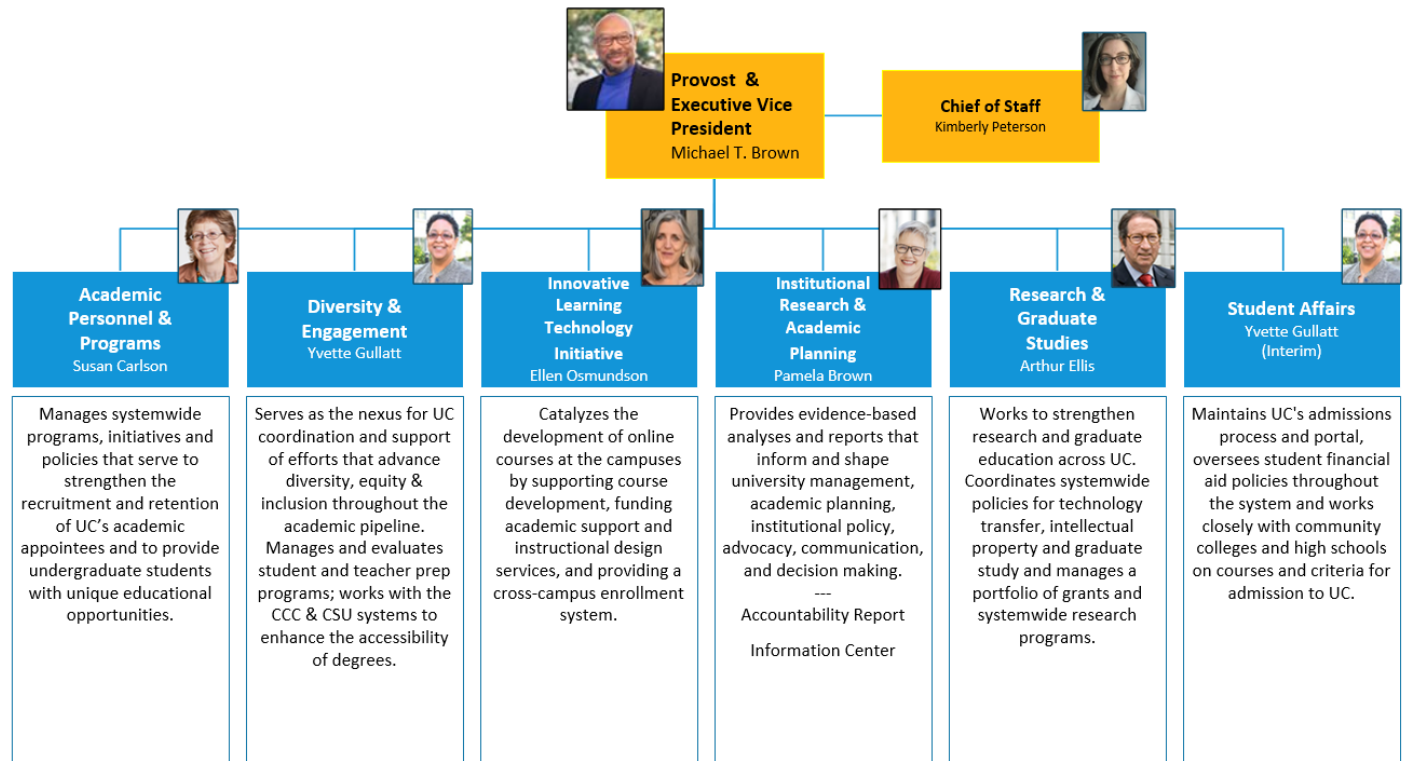 Provost &
Executive Vice
President
Michael T. Brown
Chief of Staff
Kimberly Peterson
Academic
Personnel &
Programs
Susan Carlson
Diversity &
Engagement
Yvette Gullatt
Innovative
Learning
Technology
Initiative
Ellen Osmundson
Institutional
Research &
Academic
Planning
Pamela Brown
Research &
Graduate
Studies
Arthur Ellis
Student Affairs
Yvette Gullatt
(Interim)
Manages systemwide
programs, initiatives and
policies that serve to
strengthen the
recruitment and retention
of UC’s academic
appointees and to provide
undergraduate students
with unique educational
opportunities.
Serves as the nexus for UC
coordination and support
of efforts that advance
diversity, equity &
inclusion throughout the
academic pipeline.
Manages and evaluates
student and teacher prep
programs; works with the
CCC & CSU systems to
enhance the accessibility
of degrees.
Catalyzes the
development of online
courses at the campuses
by supporting course
development, funding
academic support and
instructional design
services, and providing a
cross-campus enrollment
system.
Provides evidence-based
analyses and reports that
inform and shape
university management,
academic planning,
institutional policy,
advocacy, communication,
and decision making.
---
Accountability Report
Information Center
Works to strengthen
research and graduate
education across UC.
Coordinates systemwide
policies for technology
transfer, intellectual
property and graduate
study and manages a
portfolio of grants and
systemwide research
programs.
Maintains UC's admissions
process and portal,
oversees student financial
aid policies throughout
the system and works
closely with community
colleges and high schools
on courses and criteria for
admission to UC.